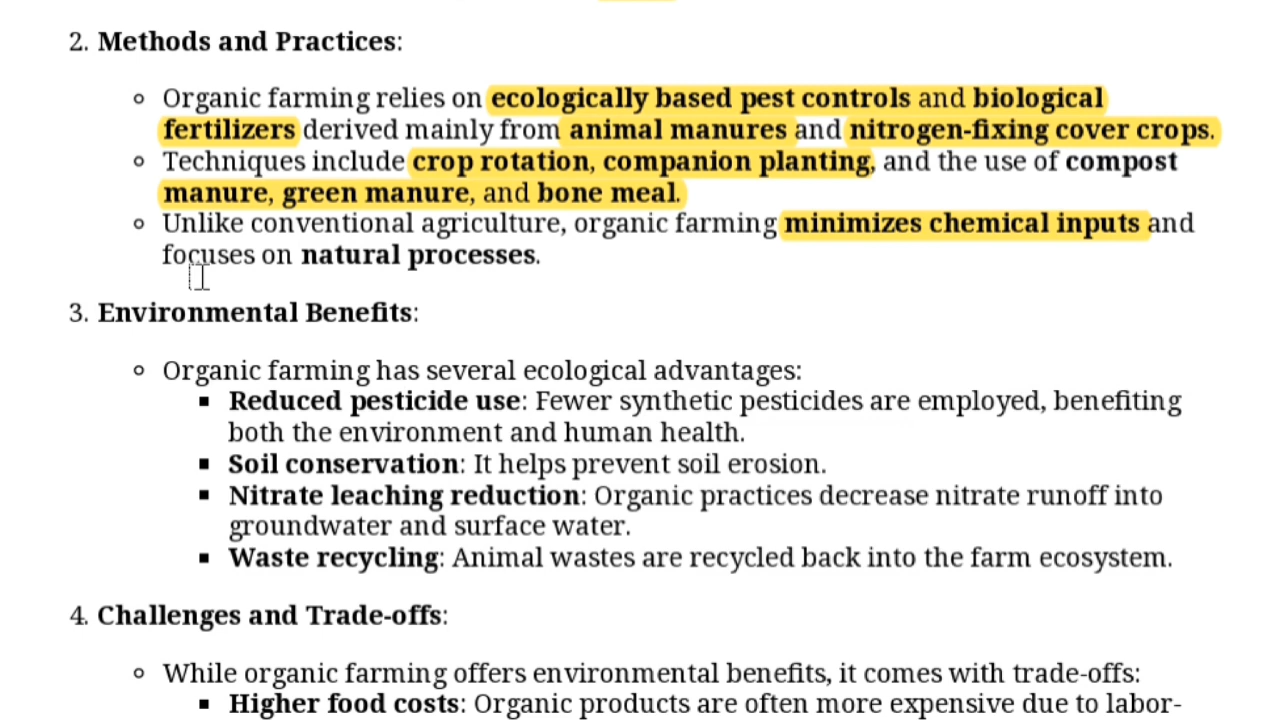 2. Methods and Practices:
◦ Organic farming relies on ecologically based pest controls and biological
fertilizers derived mainly from animal manures and nitrogen-fixing cover crops.
◦ Techniques include crop rotation, companion planting, and the use of compost
manure, green manure, and bone meal.
◦ Unlike conventional agriculture, organic farming minimizes chemical inputs and
focuses on natural processes.
3. Environmental Benefits:
◦ Organic farming has several ecological advantages:
▪ Reduced pesticide use: Fewer synthetic pesticides are employed, benefiting
both the environment and human health.
▪ Soil conservation: It helps prevent soil erosion.
▪ Nitrate leaching reduction: Organic practices decrease nitrate runoff into
groundwater and surface water.
▪ Waste recycling: Animal wastes are recycled back into the farm ecosystem.
4. Challenges and Trade-offs:
◦ While organic farming offers environmental benefits, it comes with trade-offs:
▪ Higher food costs: Organic products are often more expensive due to labor-